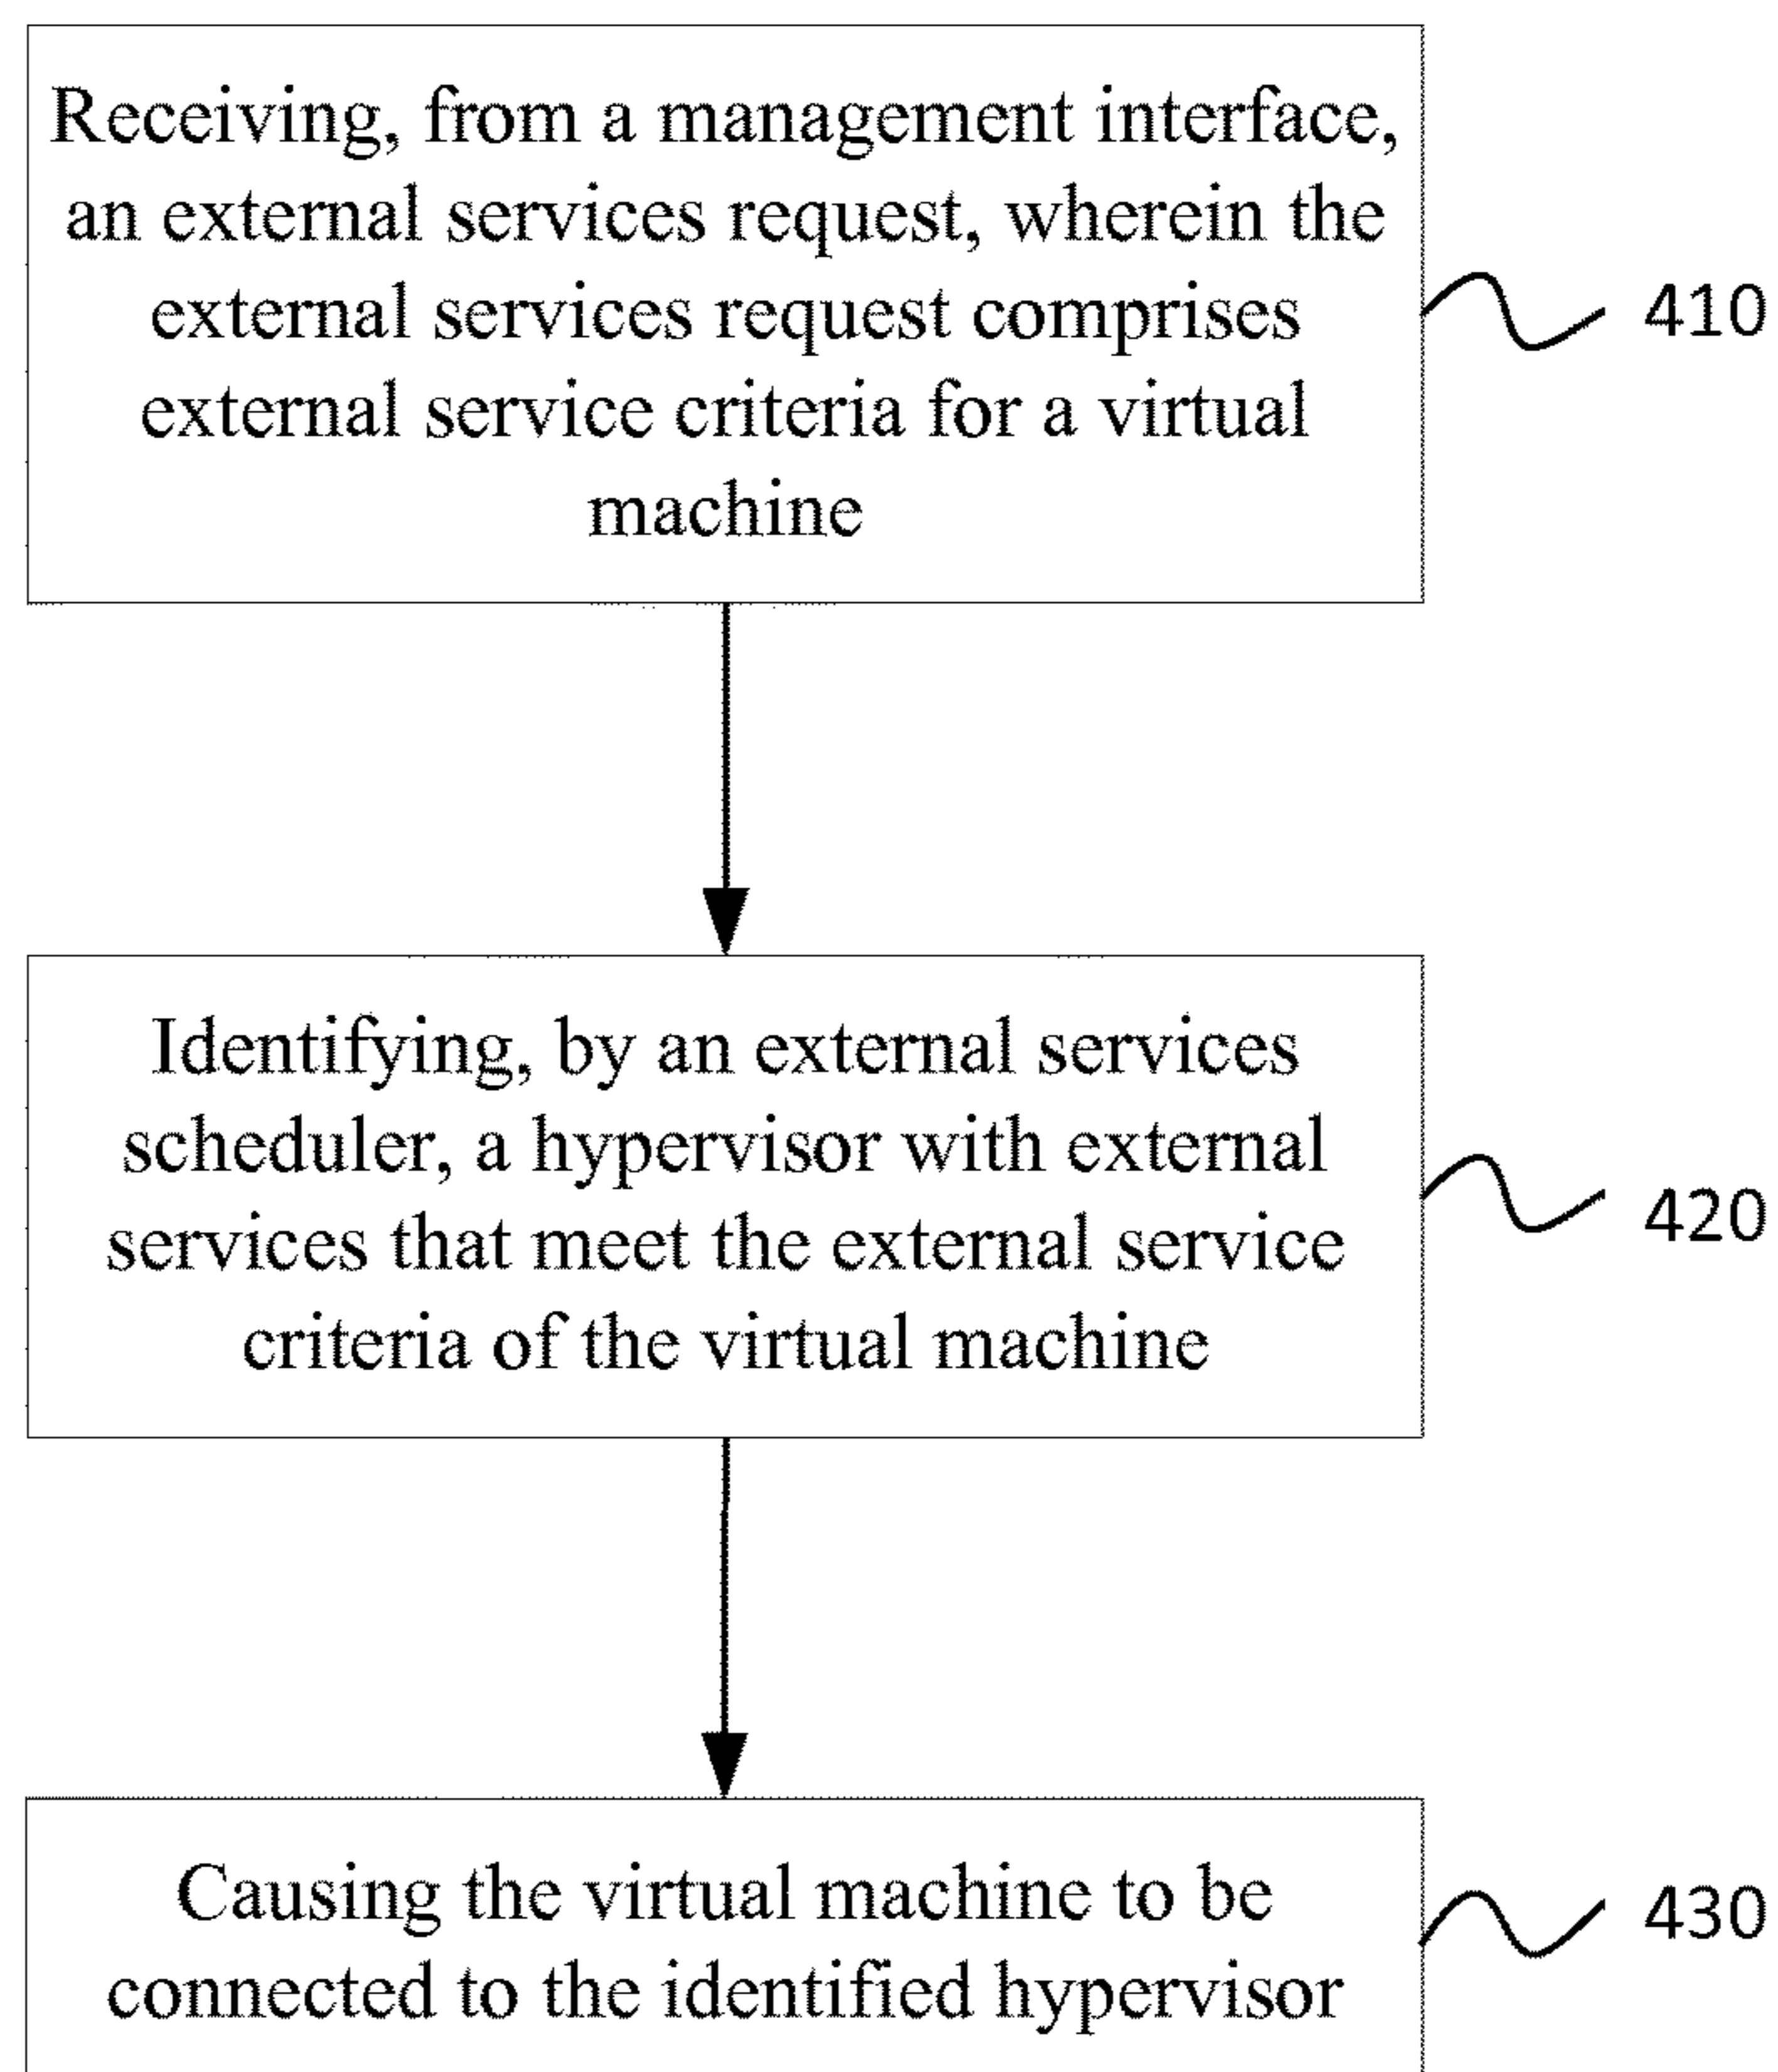 Receiving, from a management interface,
an external services request, wherein the
external services request comprises
external service criteria for a virtual
machine
410
Identifying, by an external services
scheduler, a hypervisor with external
services that meet the external service
criteria of the virtual machine
420
Causing the virtual machine to be
connected to the identified hypervisor
430